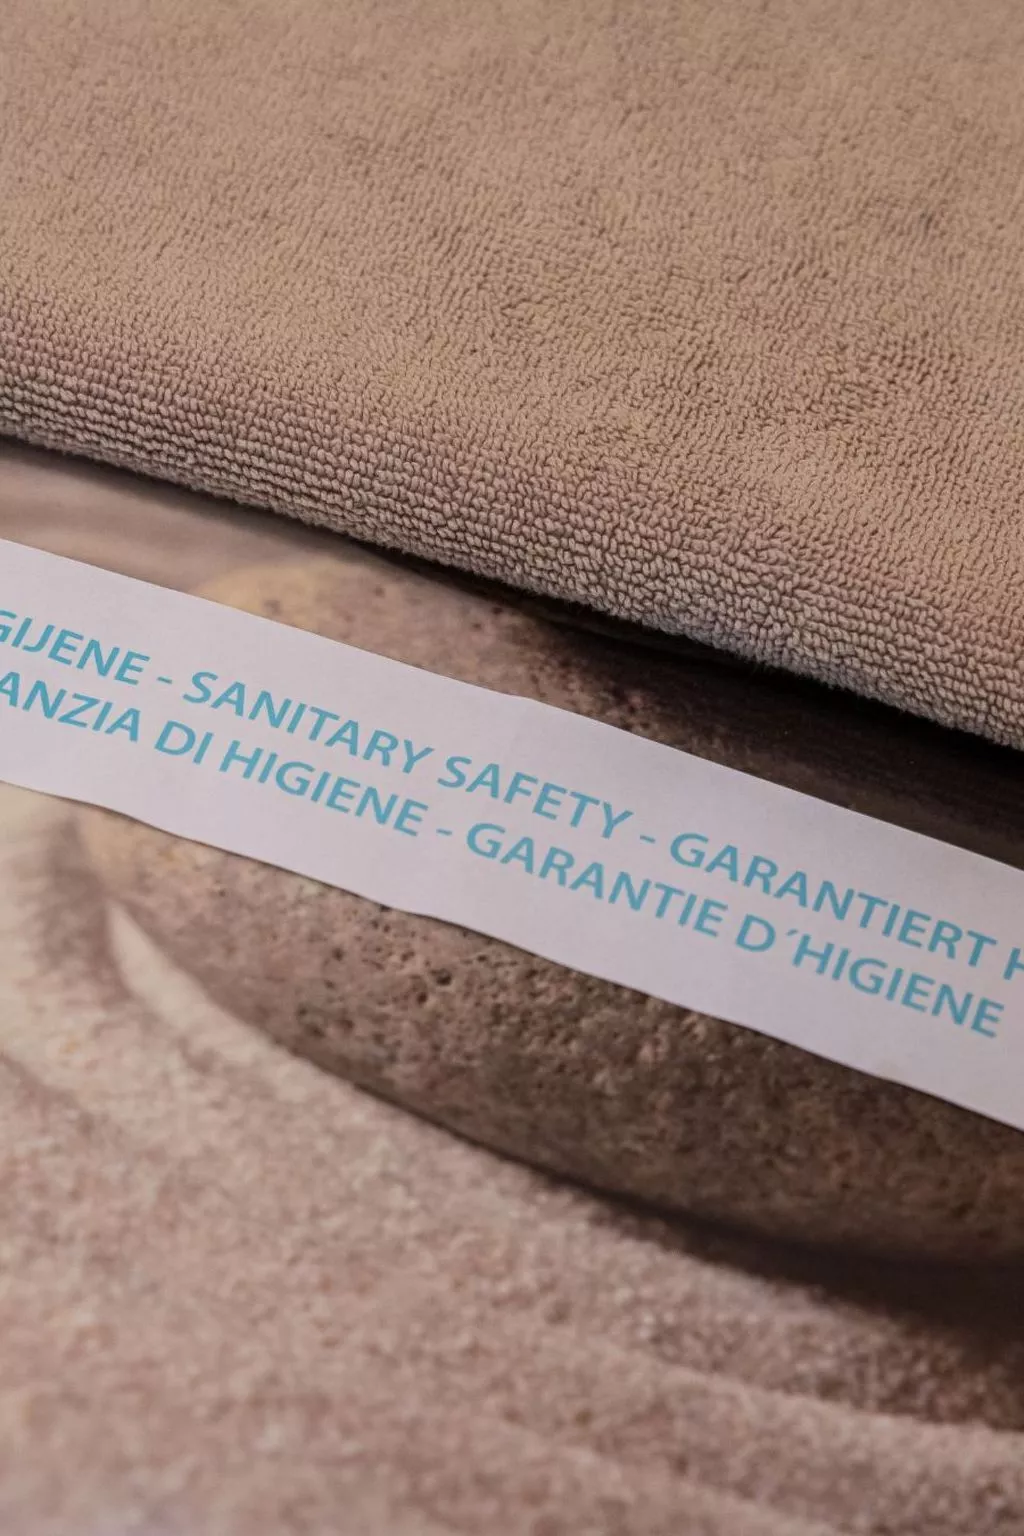 GIJENE - SANITARY SAFETY - GARANTIERT H
ANZIA DI HIGIENE - GARANTIE D´HIGIENE